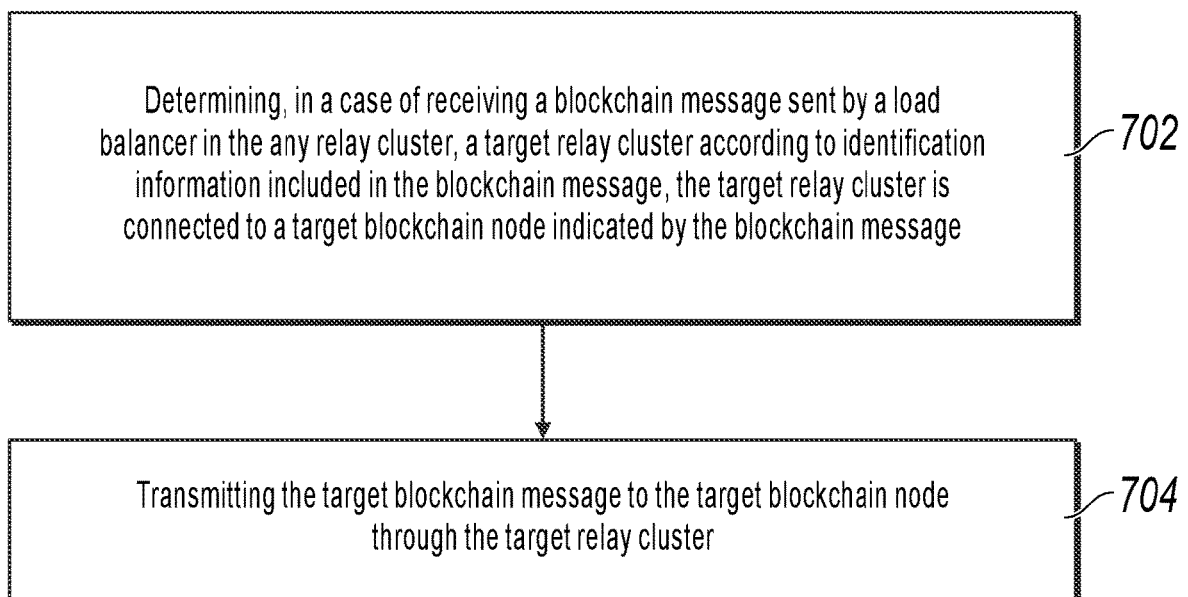 Determining, in a case of receiving a blockchain message sent by a load
balancer in the any relay cluster, a target relay cluster according to identification
information included in the blockchain message, the target relay cluster is
connected to a target blockchain node indicated by the blockchain message
702
Transmitting the target blockchain message to the target blockchain node
through the target relay cluster
704